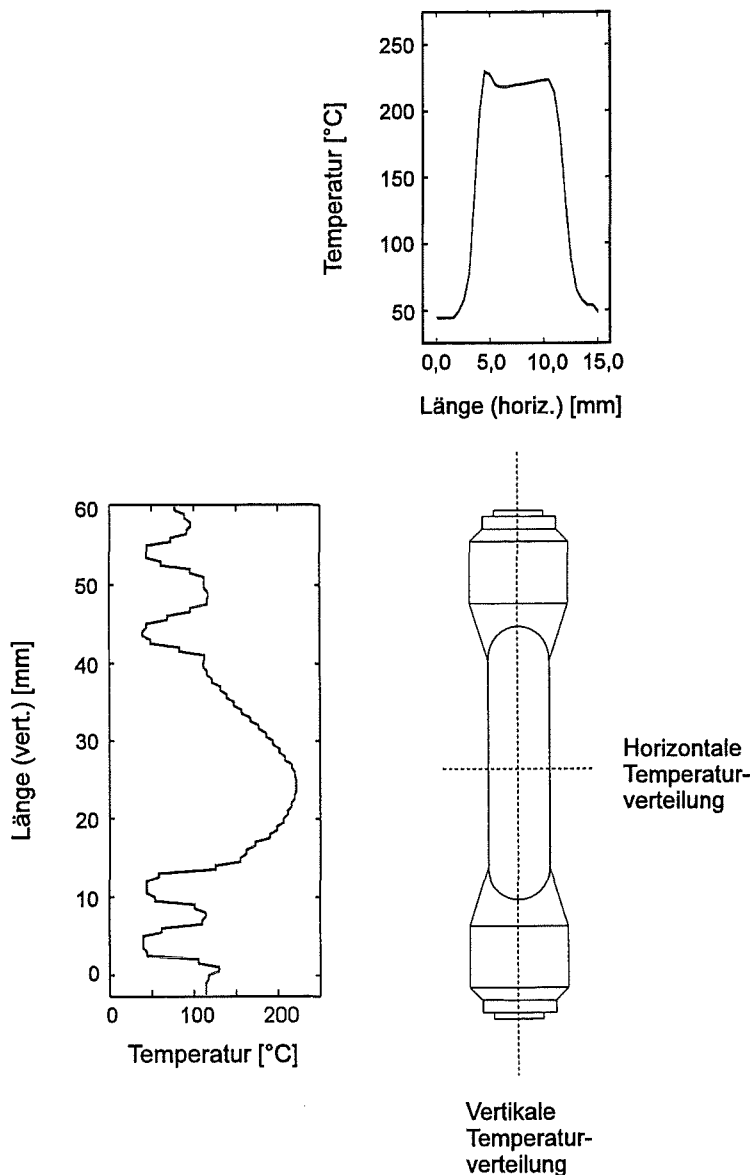 250
200
150
100
50
Temperatur [°C]
0,0 5,0 10,0 15,0
Länge (horiz.) [mm]
60
50
40
30
20
10
0
Länge (vert.) [mm]
0 100 200
Temperatur [°C]
Horizontale
Temperatur-
verteilung
Vertikale
Temperatur-
verteilung